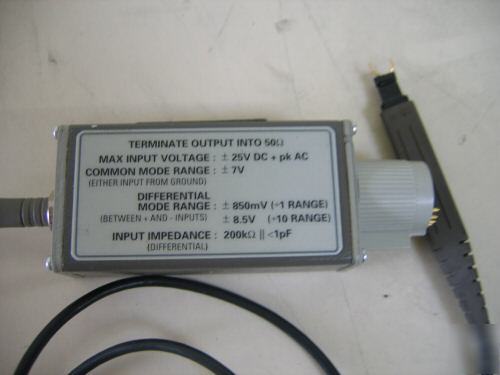 TERMINATE OUTPUT INTO 50Ω
MAX INPUT VOLTAGE : ± 25V DC + pk AC
COMMON MODE RANGE : ± 7V
(EITHER INPUT FROM GROUND)
DIFFERENTIAL
MODE RANGE : ± 850mV (÷1 RANGE)
(BETWEEN + AND - INPUTS) ± 8.5V (÷10 RANGE)
INPUT IMPEDANCE : 200kΩ || <1pF
(DIFFERENTIAL)